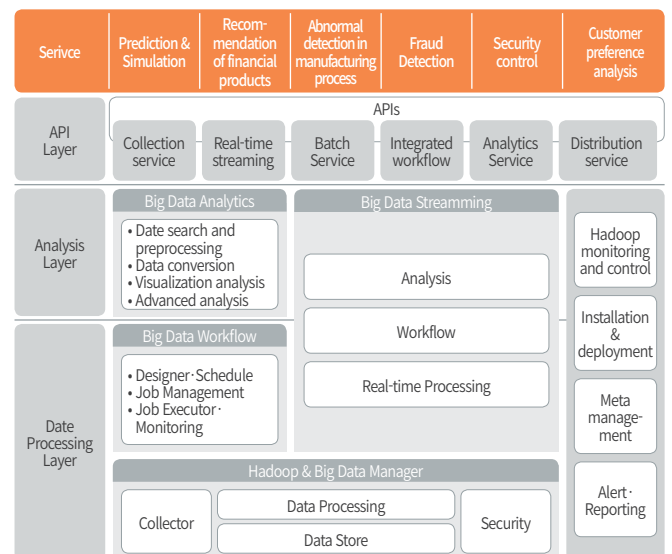 Serivce
Prediction &
Simulation
Recom-
mendation
of financial
products
Abnormal
detection in
manufacturing
process
Fraud
Detection
Security
control
Customer
preference
analysis
API
Layer
APIs
Collection
service
Real-time
streaming
Batch
Service
Integrated
workflow
Analytics
Service
Distribution
service
Analysis
Layer
Big Data Analytics
• Date search and
preprocessing
• Data conversion
• Visualization analysis
• Advanced analysis
Big Data Streamming
Analysis
Workflow
Real-time Processing
Hadoop
monitoring
and control
Installation
&
deployment
Meta
manage-
ment
Alert·
Reporting
Date
Processing
Layer
Big Data Workflow
• Designer·Schedule
• Job Management
• Job Executor·
Monitoring
Hadoop & Big Data Manager
Collector
Data Processing
Data Store
Security